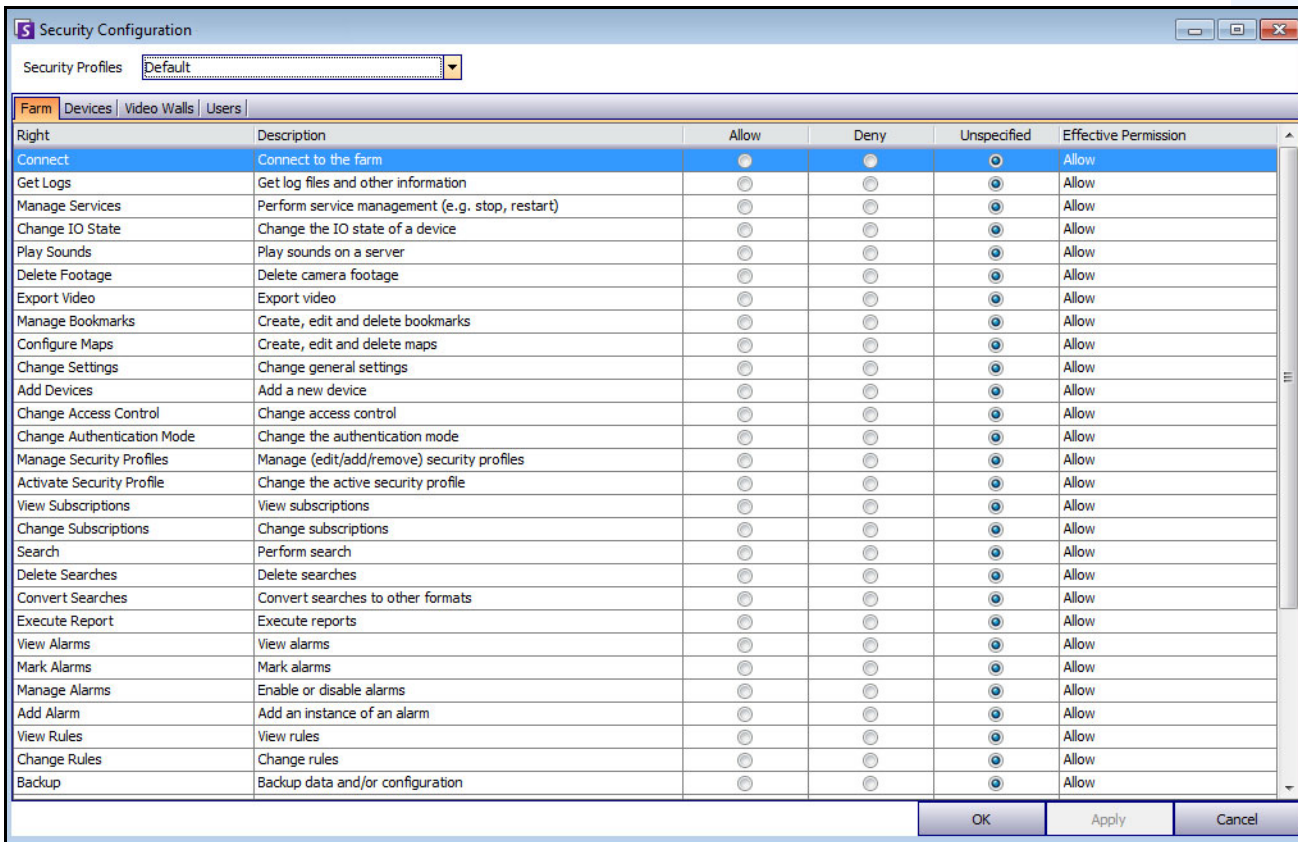 Security Configuration
Security Profiles Default
Farm Devices Video Walls Users
Right Description Allow Deny Unspecified Effective Permission
Connect Connect to the farm Allow
Get Logs Get log files and other information Allow
Manage Services Perform service management (e.g. stop, restart) Allow
Change IO State Change the IO state of a device Allow
Play Sounds Play sounds on a server Allow
Delete Footage Delete camera footage Allow
Export Video Export video Allow
Manage Bookmarks Create, edit and delete bookmarks Allow
Configure Maps Create, edit and delete maps Allow
Change Settings Change general settings Allow
Add Devices Add a new device Allow
Change Access Control Change access control Allow
Change Authentication Mode Change the authentication mode Allow
Manage Security Profiles Manage (edit/add/remove) security profiles Allow
Activate Security Profile Change the active security profile Allow
View Subscriptions View subscriptions Allow
Change Subscriptions Change subscriptions Allow
Search Perform search Allow
Delete Searches Delete searches Allow
Convert Searches Convert searches to other formats Allow
Execute Report Execute reports Allow
View Alarms View alarms Allow
Mark Alarms Mark alarms Allow
Manage Alarms Enable or disable alarms Allow
Add Alarm Add an instance of an alarm Allow
View Rules View rules Allow
Change Rules Change rules Allow
Backup Backup data and/or configuration Allow
OK Apply Cancel